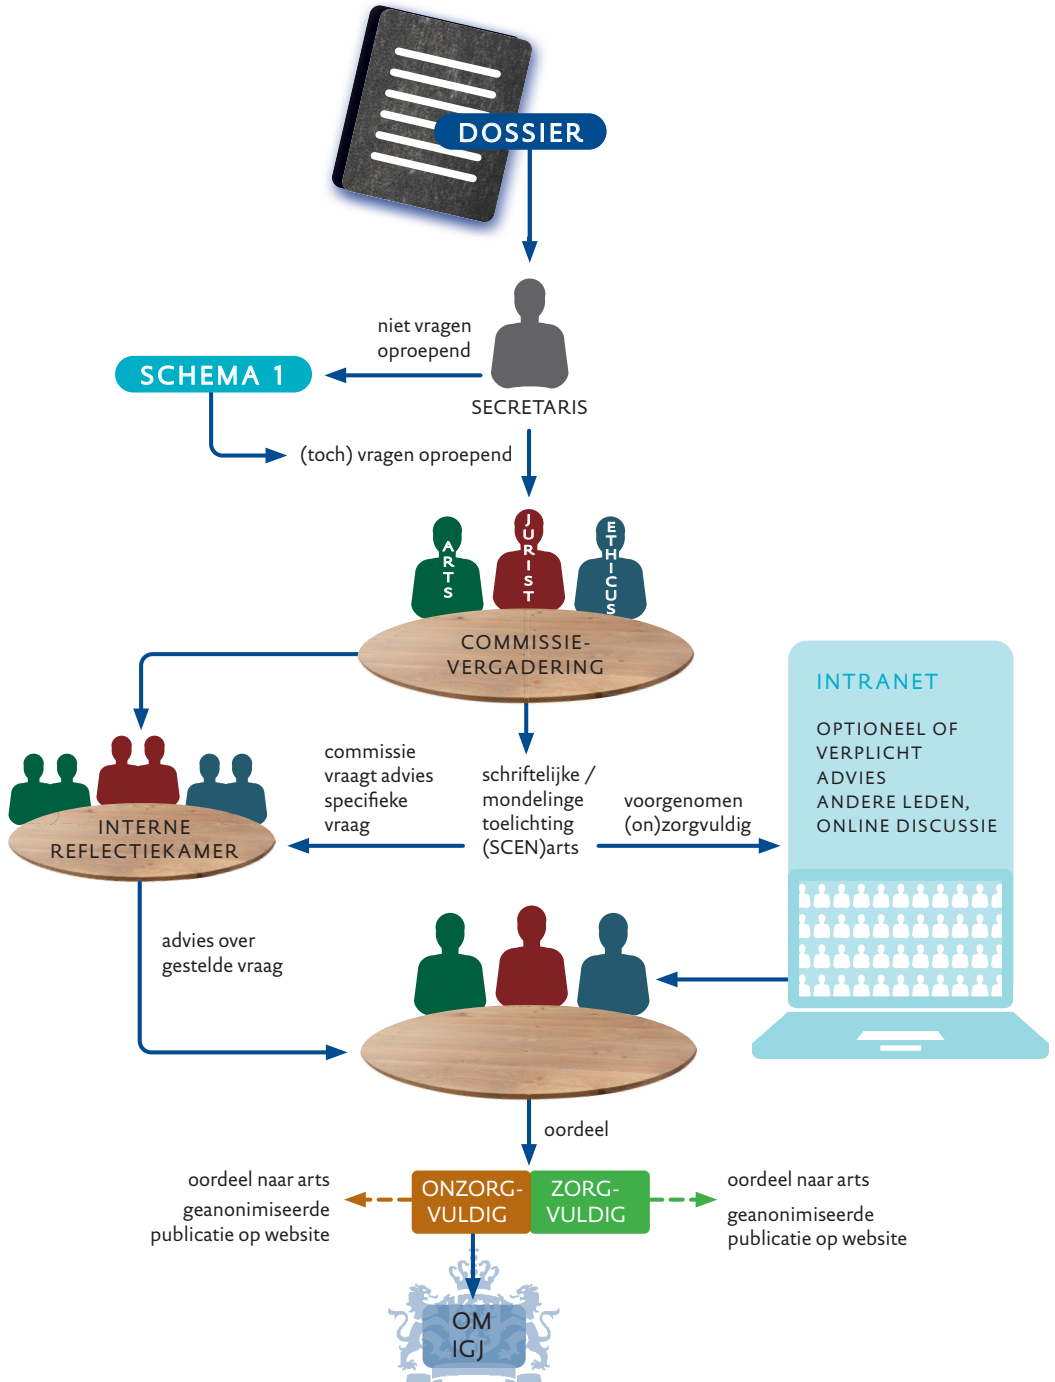 DOSSIER
niet vragen
oproepend
SCHEMA 1
SECRETARIS
(toch) vragen oproepend
ARTS
JURIST
ETHICUS
COMMISSIE-
VERGADERING
INTRANET
OPTIONEEL OF
VERPLICHT
ADVIES
ANDERE LEDEN,
ONLINE DISCUSSIE
commissie
vraagt advies
specifieke
vraag
schriftelijke /
mondelinge
toelichting
(SCEN)arts
voorgenomen
(on)zorgvuldig
INTERNE
REFLECTIEKAMER
advies over
gestelde vraag
oordeel
oordeel naar arts
geanonimiseerde
publicatie op website
ONZORG-
VULDIG
ZORG-
VULDIG
oordeel naar arts
geanonimiseerde
publicatie op website
OM
IGJ